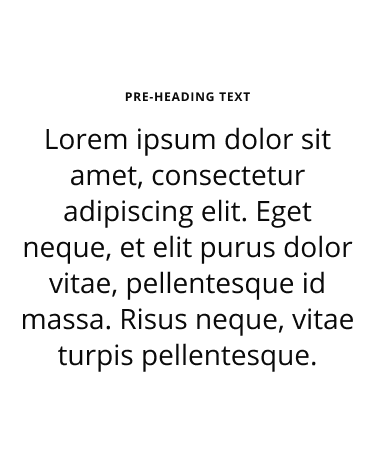 PRE-HEADING TEXT
Lorem ipsum dolor sit
amet, consectetur
adipiscing elit. Eget
neque, et elit purus dolor
vitae, pellentesque id
massa. Risus neque, vitae
turpis pellentesque.